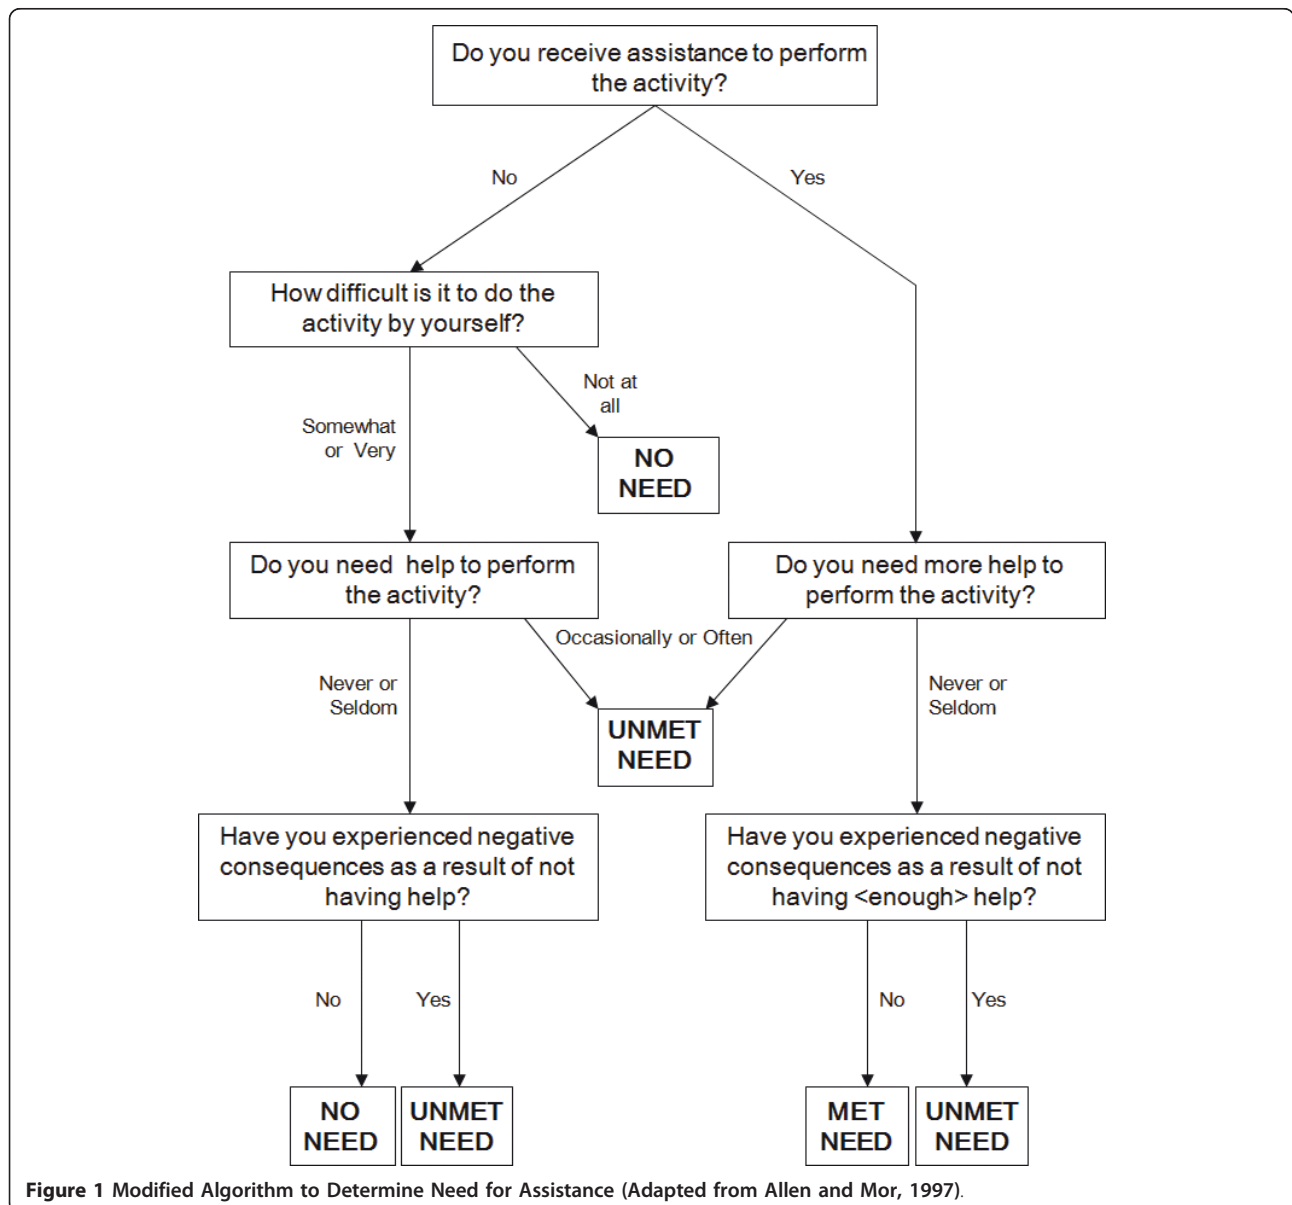 Do you receive assistance to perform
the activity?
No
Yes
How difficult is it to do the
activity by yourself?
Not at
all
Somewhat
or Very
NO
NEED
Do you need help to perform
the activity?
Do you need more help to
perform the activity?
Occasionally or Often
Never or
Seldom
Never or
Seldom
UNMET
NEED
Have you experienced negative
consequences as a result of not
having help?
Have you experienced negative
consequences as a result of not
having <enough> help?
No
Yes
No
Yes
NO
NEED
UNMET
NEED
MET
NEED
UNMET
NEED
Figure 1 Modified Algorithm to Determine Need for Assistance (Adapted from Allen and Mor, 1997).